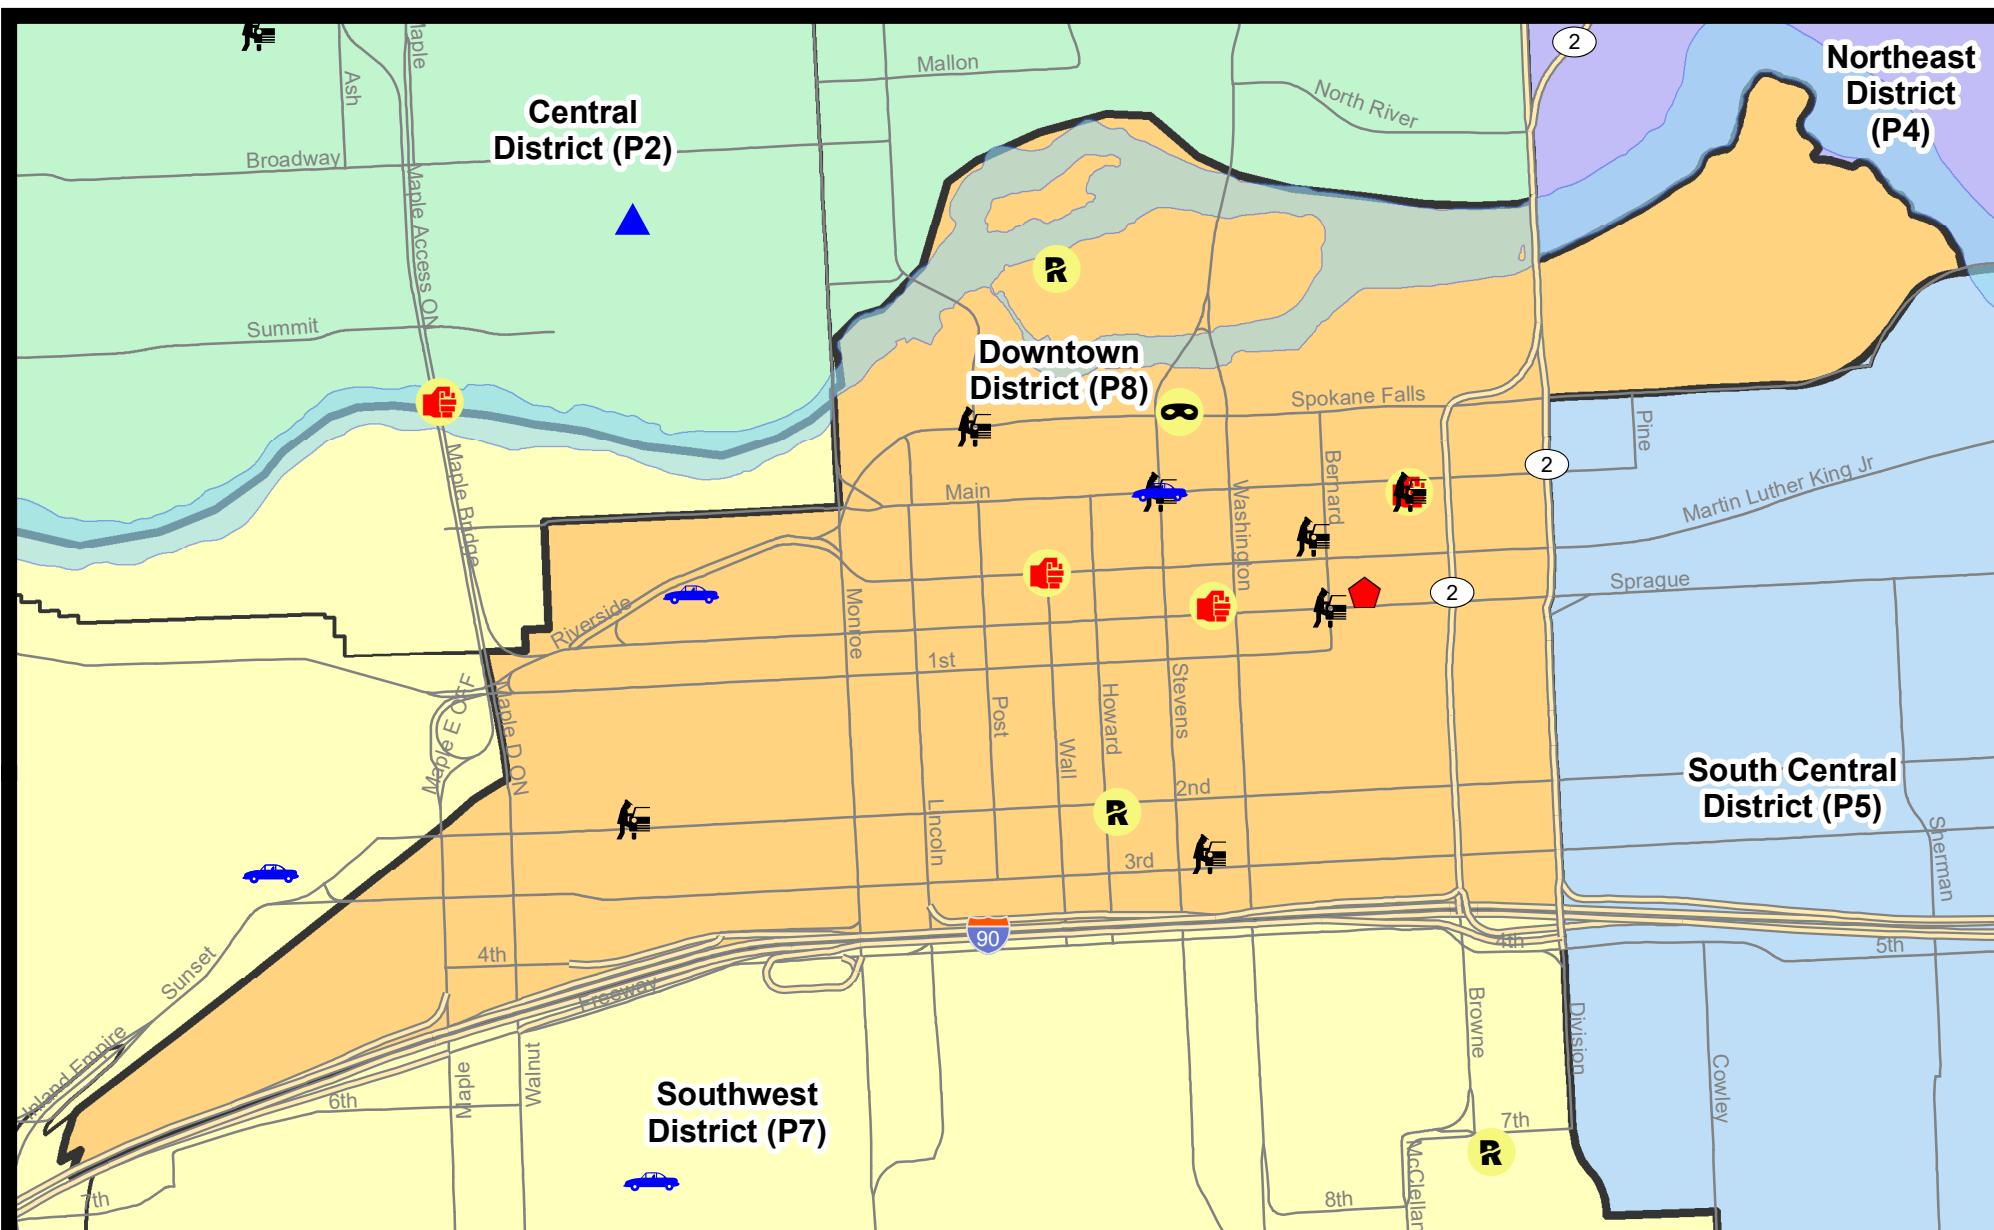 Maple
2
Northeast
District
(P4)
Mallon
Ash
North River
Central
District (P2)
Broadway
Maple Access ON
R
Summit
Downtown
District (P8)
Spokane Falls
Pine
Bernard
Maple Bridge
2
Main
Washington
Martin Luther King Jr
Sprague
2
Riverside
Monroe
1st
Stevens
Maple E OFF
Maple D ON
Post
Howard
Wall
South Central
District (P5)
2nd
R
Lincoln
3rd
Sherman
90
4th
5th
4th
Sunset
Freeway
Browne
Division
Inland Empire
Maple
Walnut
Cowley
6th
Southwest
District (P7)
7th
R
McClellan
7th
8th